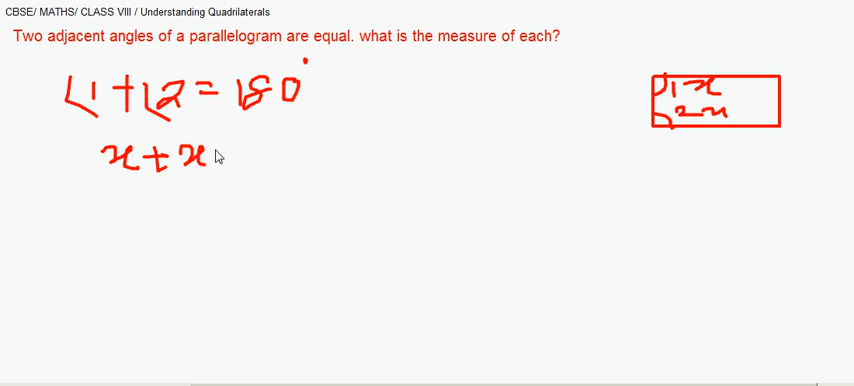 CBSE/ MATHS/ CLASS VIII / Understanding Quadrilaterals
Two adjacent angles of a parallelogram are equal. what is the measure of each?
∠1 + ∠2 = 180°
x + x
1 x
2 x